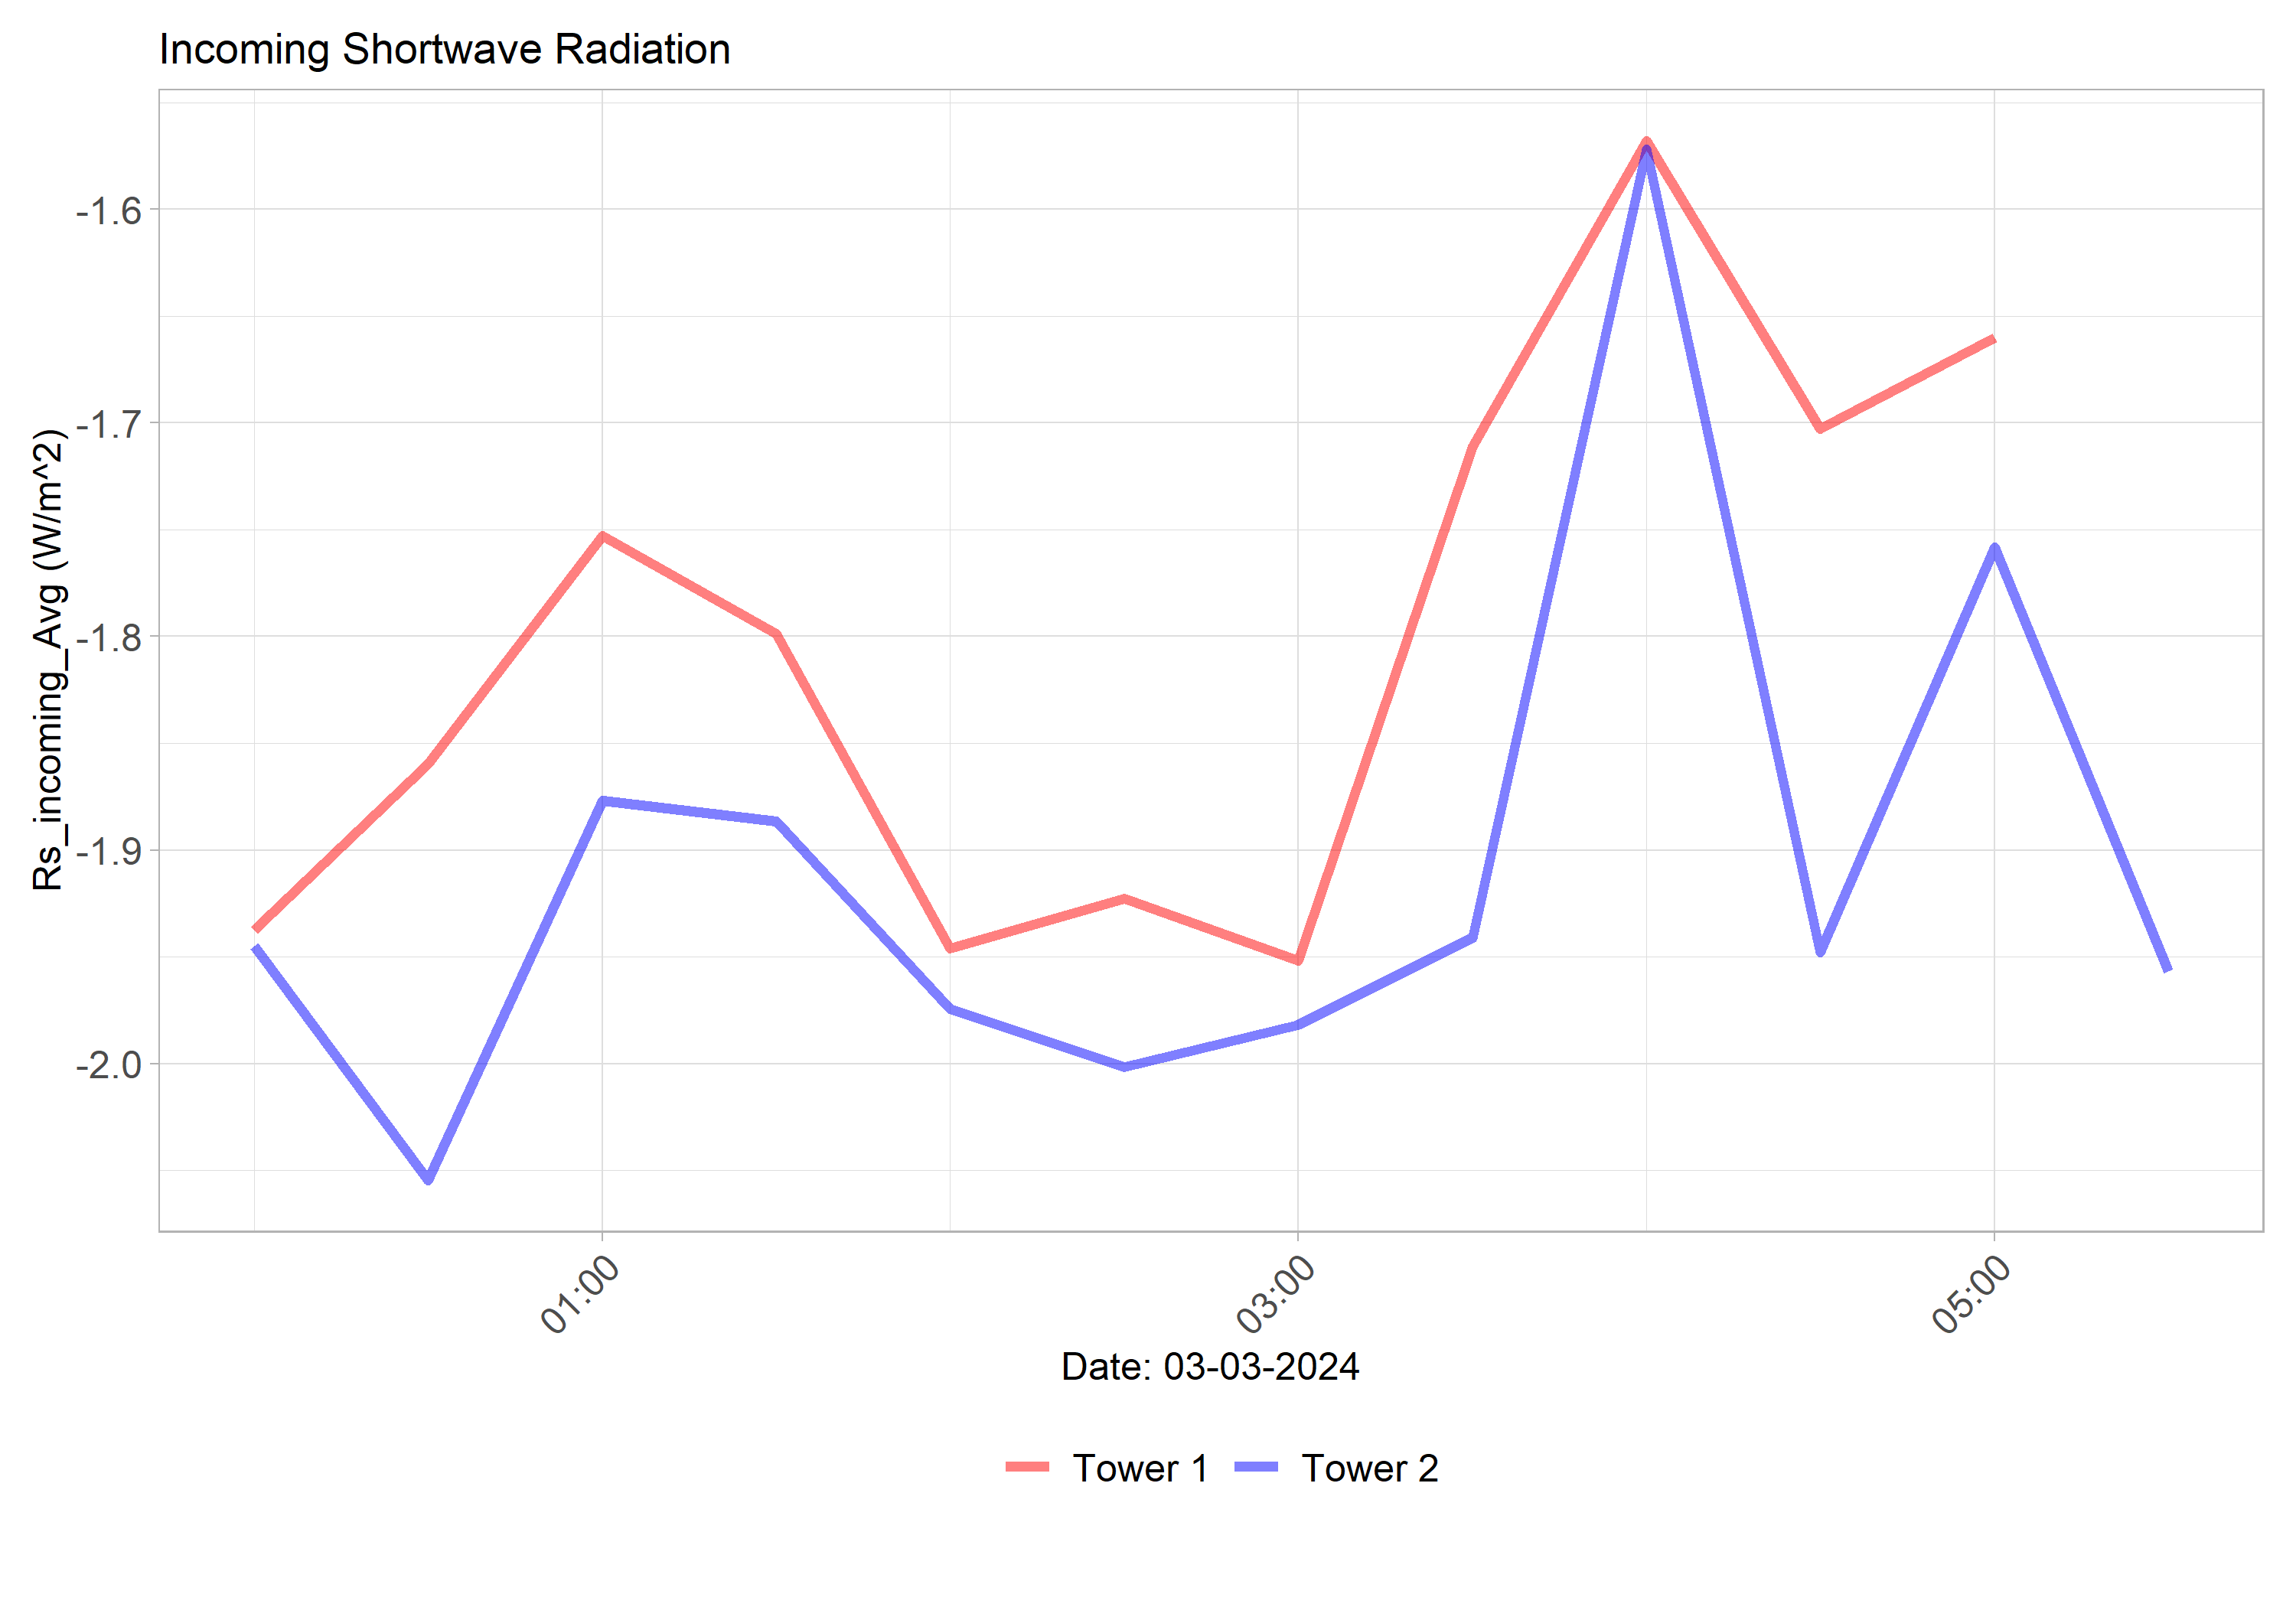 Incoming Shortwave Radiation
Rs_incoming_Avg (W/m^2)
-1.6
-1.7
-1.8
-1.9
-2.0
01:00
03:00
05:00
Date: 03-03-2024
Tower 1
Tower 2